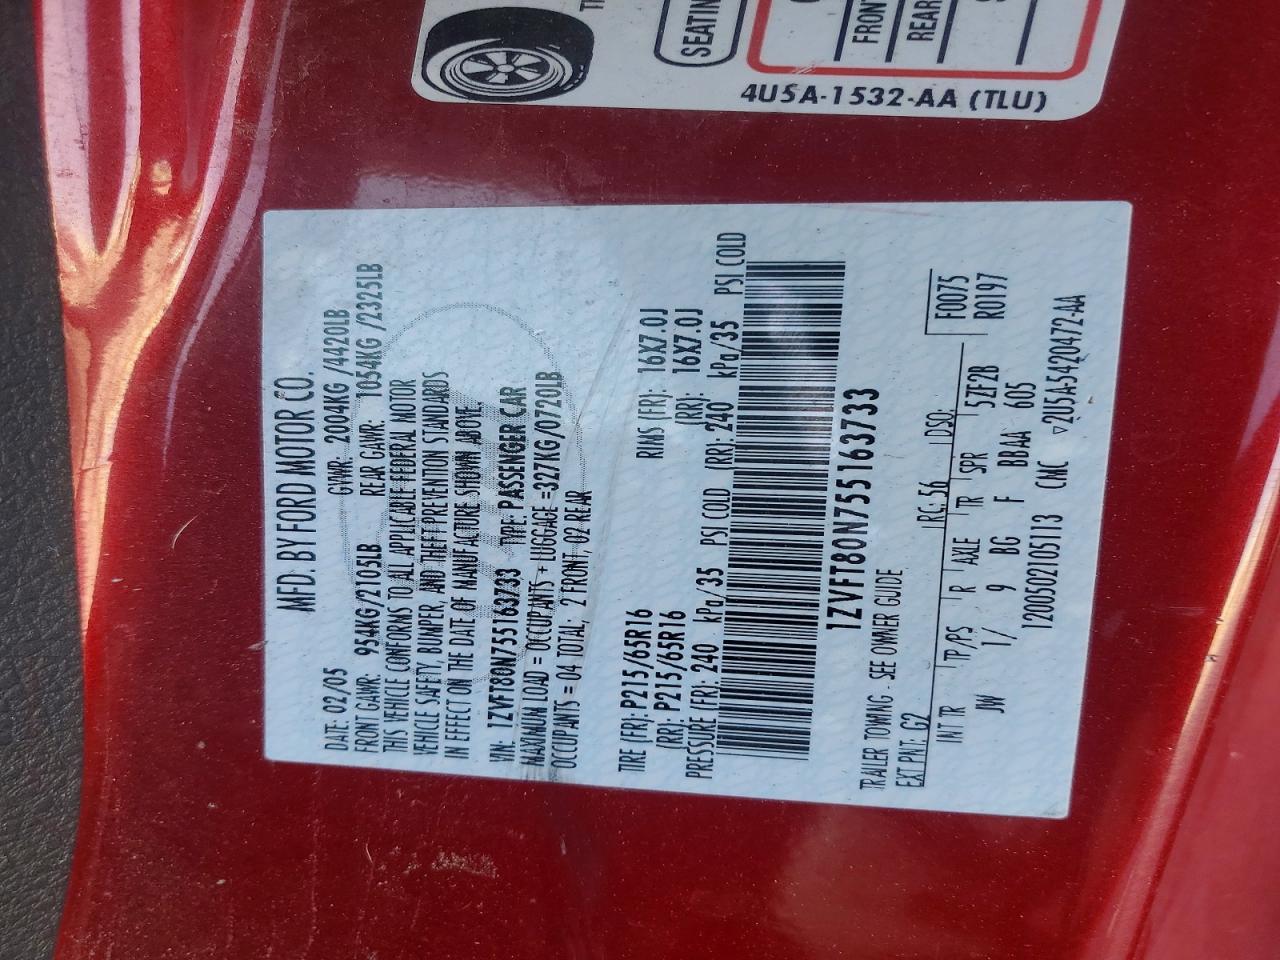 SEATIN
FRONT
REAR
4U5A-1532-AA (TLU)
MFD. BY FORD MOTOR CO.
DATE: 02/05 GVWR: 2004KG /4420LB
FRONT GAWR: 954KG/2105LB REAR GAWR: 1054KG /2325LB
THIS VEHICLE CONFORMS TO ALL APPLICABLE FEDERAL MOTOR
VEHICLE SAFETY, BUMPER, AND THEFT PREVENTION STANDARDS
IN EFFECT ON THE DATE OF MANUFACTURE SHOWN ABOVE.
VIN: 1ZVFT80N755163733 TYPE: PASSENGER CAR
MAXIMUM LOAD = OCCUPANTS + LUGGAGE =327KG/0720LB
OCCUPANTS = 04 TOTAL; 2 FRONT, 02 REAR
TIRE (FR): P215/65R16 RIMS (FR): 16X7.0J
(RR): P215/65R16 (RR): 16X7.0J
PRESSURE (FR): 240 kPa/35 PSI COLD (RR): 240 kPa/35 PSI COLD
1ZVFT80N755163733
TRAILER TOWING - SEE OWNER GUIDE
EXT PNT: G2 RC: 56 DSO: F0075
INT TR TP/PS R AXLE TR SPR 5ZE2B R0197
JW 1/ 9 BG F BBAA 605
1200502105113 CMC ▽2U5A-5420472-AA